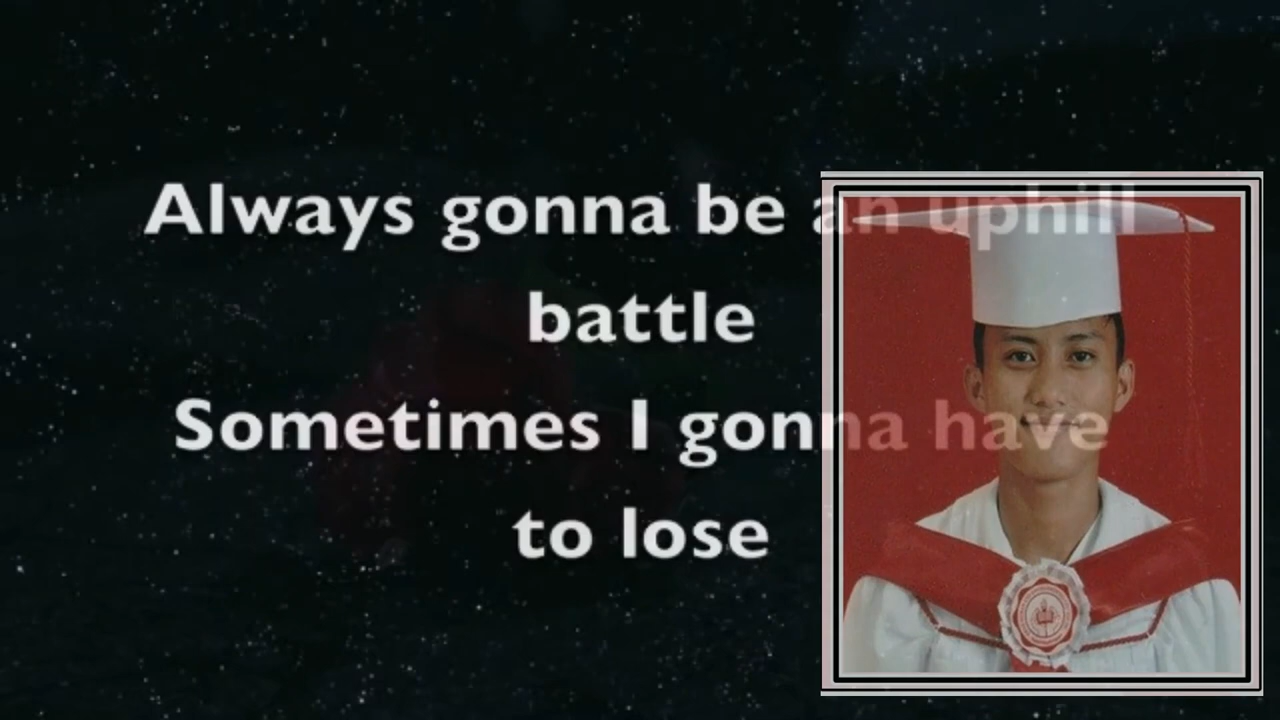 Always gonna be an uphill
battle
Sometimes I gonna have
to lose